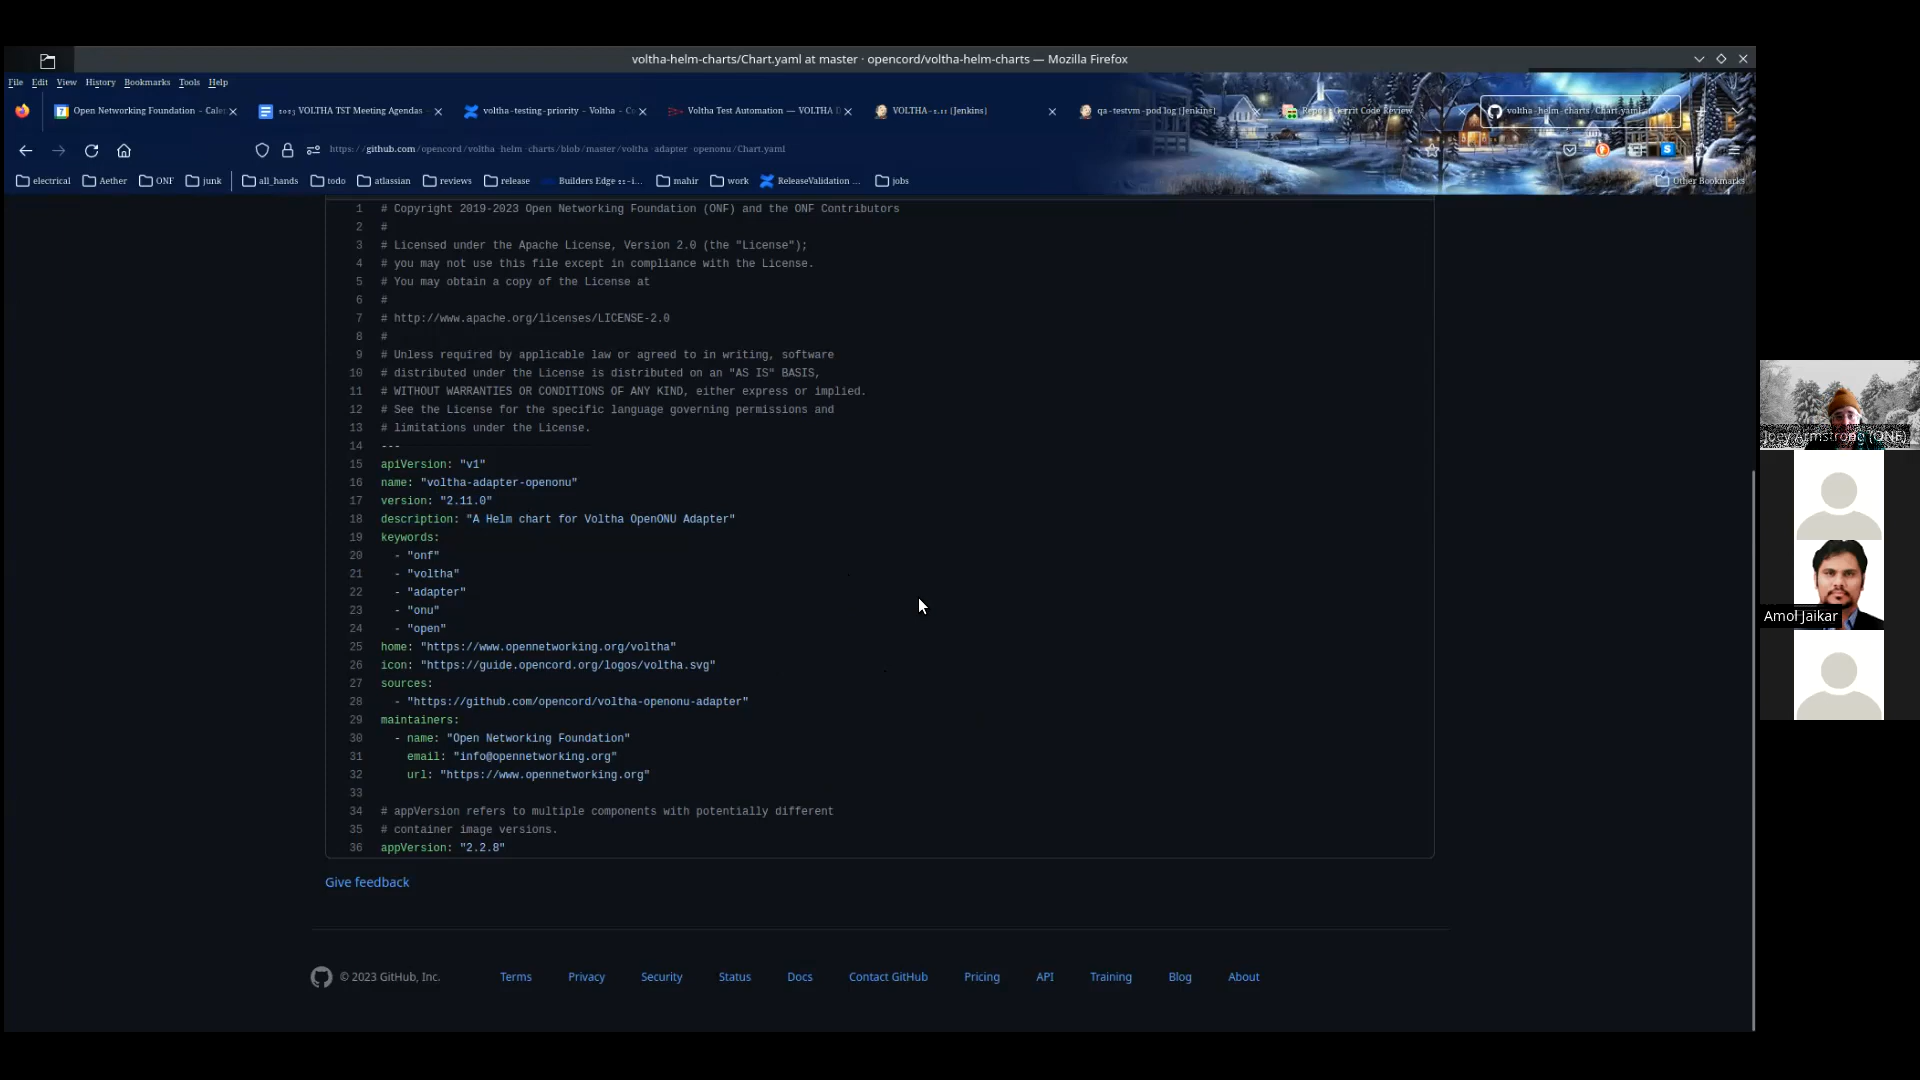 voltha-helm-charts/Chart.yaml at master · opencord/voltha-helm-charts — Mozilla Firefox
File Edit View History Bookmarks Tools Help
Open Networking Foundation - Cale
VOLTHA TST Meeting Agendas
voltha-testing-priority - Voltha - C
Voltha Test Automation — VOLTHA D
VOLTHA-2.11 [Jenkins]
qa-testvm-pod log [Jenkins]
Repo · Gerrit Code Review
voltha-helm-charts/Chart.yaml
https://github.com/opencord/voltha-helm-charts/blob/master/voltha-adapter-openonu/Chart.yaml
electrical Aether ONF junk all_hands todo atlassian reviews release Builders Edge mahir work ReleaseValidation ... jobs Other Bookmarks
1 # Copyright 2019-2023 Open Networking Foundation (ONF) and the ONF Contributors
2 #
3 # Licensed under the Apache License, Version 2.0 (the "License");
4 # you may not use this file except in compliance with the License.
5 # You may obtain a copy of the License at
6 #
7 # http://www.apache.org/licenses/LICENSE-2.0
8 #
9 # Unless required by applicable law or agreed to in writing, software
10 # distributed under the License is distributed on an "AS IS" BASIS,
11 # WITHOUT WARRANTIES OR CONDITIONS OF ANY KIND, either express or implied.
12 # See the License for the specific language governing permissions and
13 # limitations under the License.
14 ---
15 apiVersion: "v1"
16 name: "voltha-adapter-openonu"
17 version: "2.11.0"
18 description: "A Helm chart for Voltha OpenONU Adapter"
19 keywords:
20 - "onf"
21 - "voltha"
22 - "adapter"
23 - "onu"
24 - "open"
25 home: "https://www.opennetworking.org/voltha"
26 icon: "https://guide.opencord.org/logos/voltha.svg"
27 sources:
28 - "https://github.com/opencord/voltha-openonu-adapter"
29 maintainers:
30 - name: "Open Networking Foundation"
31 email: "info@opennetworking.org"
32 url: "https://www.opennetworking.org"
33
34 # appVersion refers to multiple components with potentially different
35 # container image versions.
36 appVersion: "2.2.8"
Give feedback
© 2023 GitHub, Inc. Terms Privacy Security Status Docs Contact GitHub Pricing API Training Blog About
Joey Armstrong (ONF)
Amol Jaikar